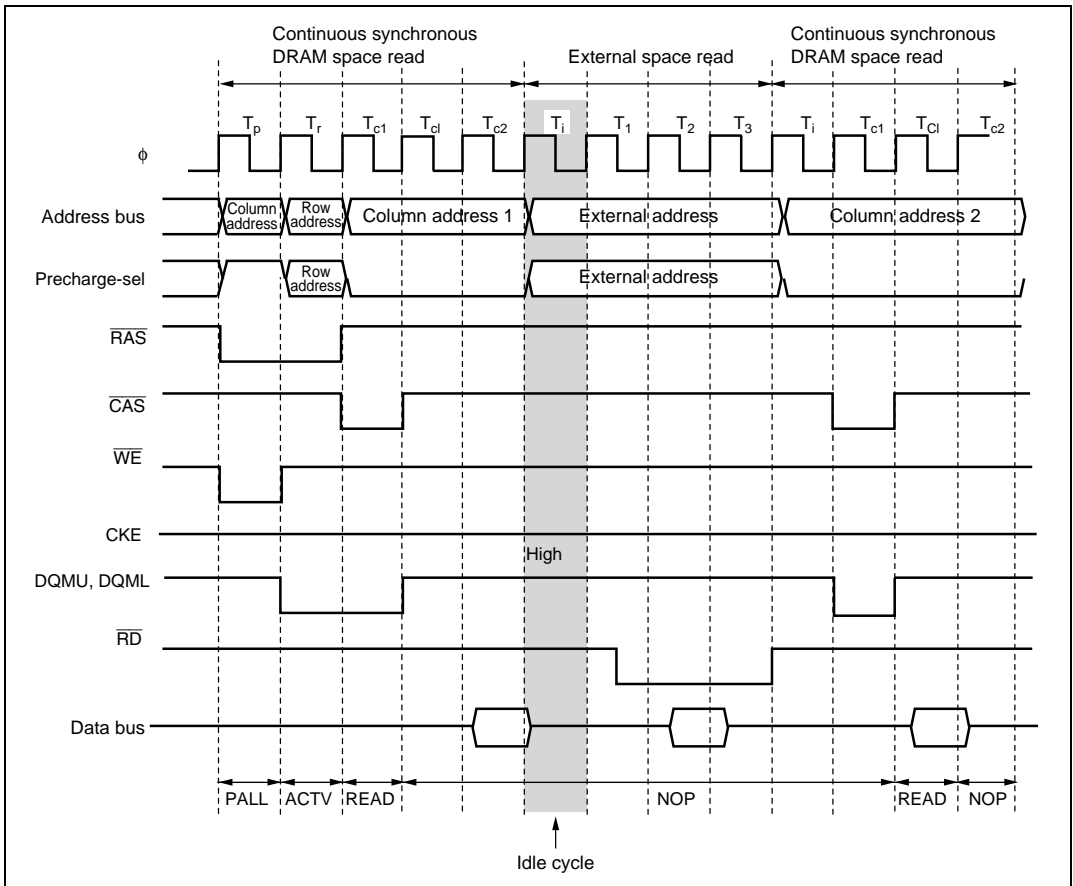 Continuous synchronous
DRAM space read
External space read
Continuous synchronous
DRAM space read
Tp Tr Tc1 Tcl Tc2 Ti T1 T2 T3 Ti Tc1 TCl Tc2
ϕ
Address bus
Column
address
Row
address
Column address 1
External address
Column address 2
Precharge-sel
Row
address
External address
RAS
CAS
WE
CKE
High
DQMU, DQML
RD
Data bus
PALL ACTV READ NOP READ NOP
Idle cycle